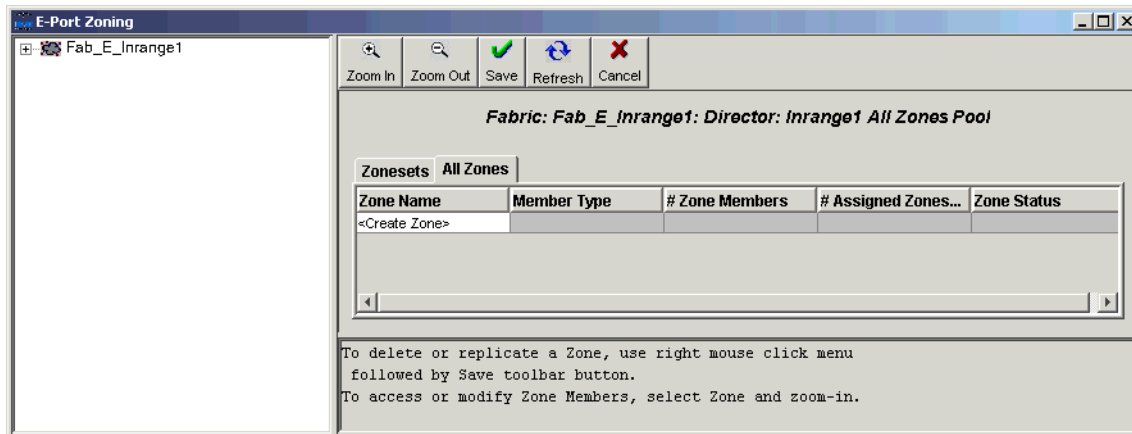 E-Port Zoning
Fab_E_Inrange1
Zoom In Zoom Out Save Refresh Cancel
Fabric: Fab_E_Inrange1: Director: Inrange1 All Zones Pool
Zonesets All Zones
Zone Name Member Type # Zone Members # Assigned Zones... Zone Status
<Create Zone>
To delete or replicate a Zone, use right mouse click menu
followed by Save toolbar button.
To access or modify Zone Members, select Zone and zoom-in.